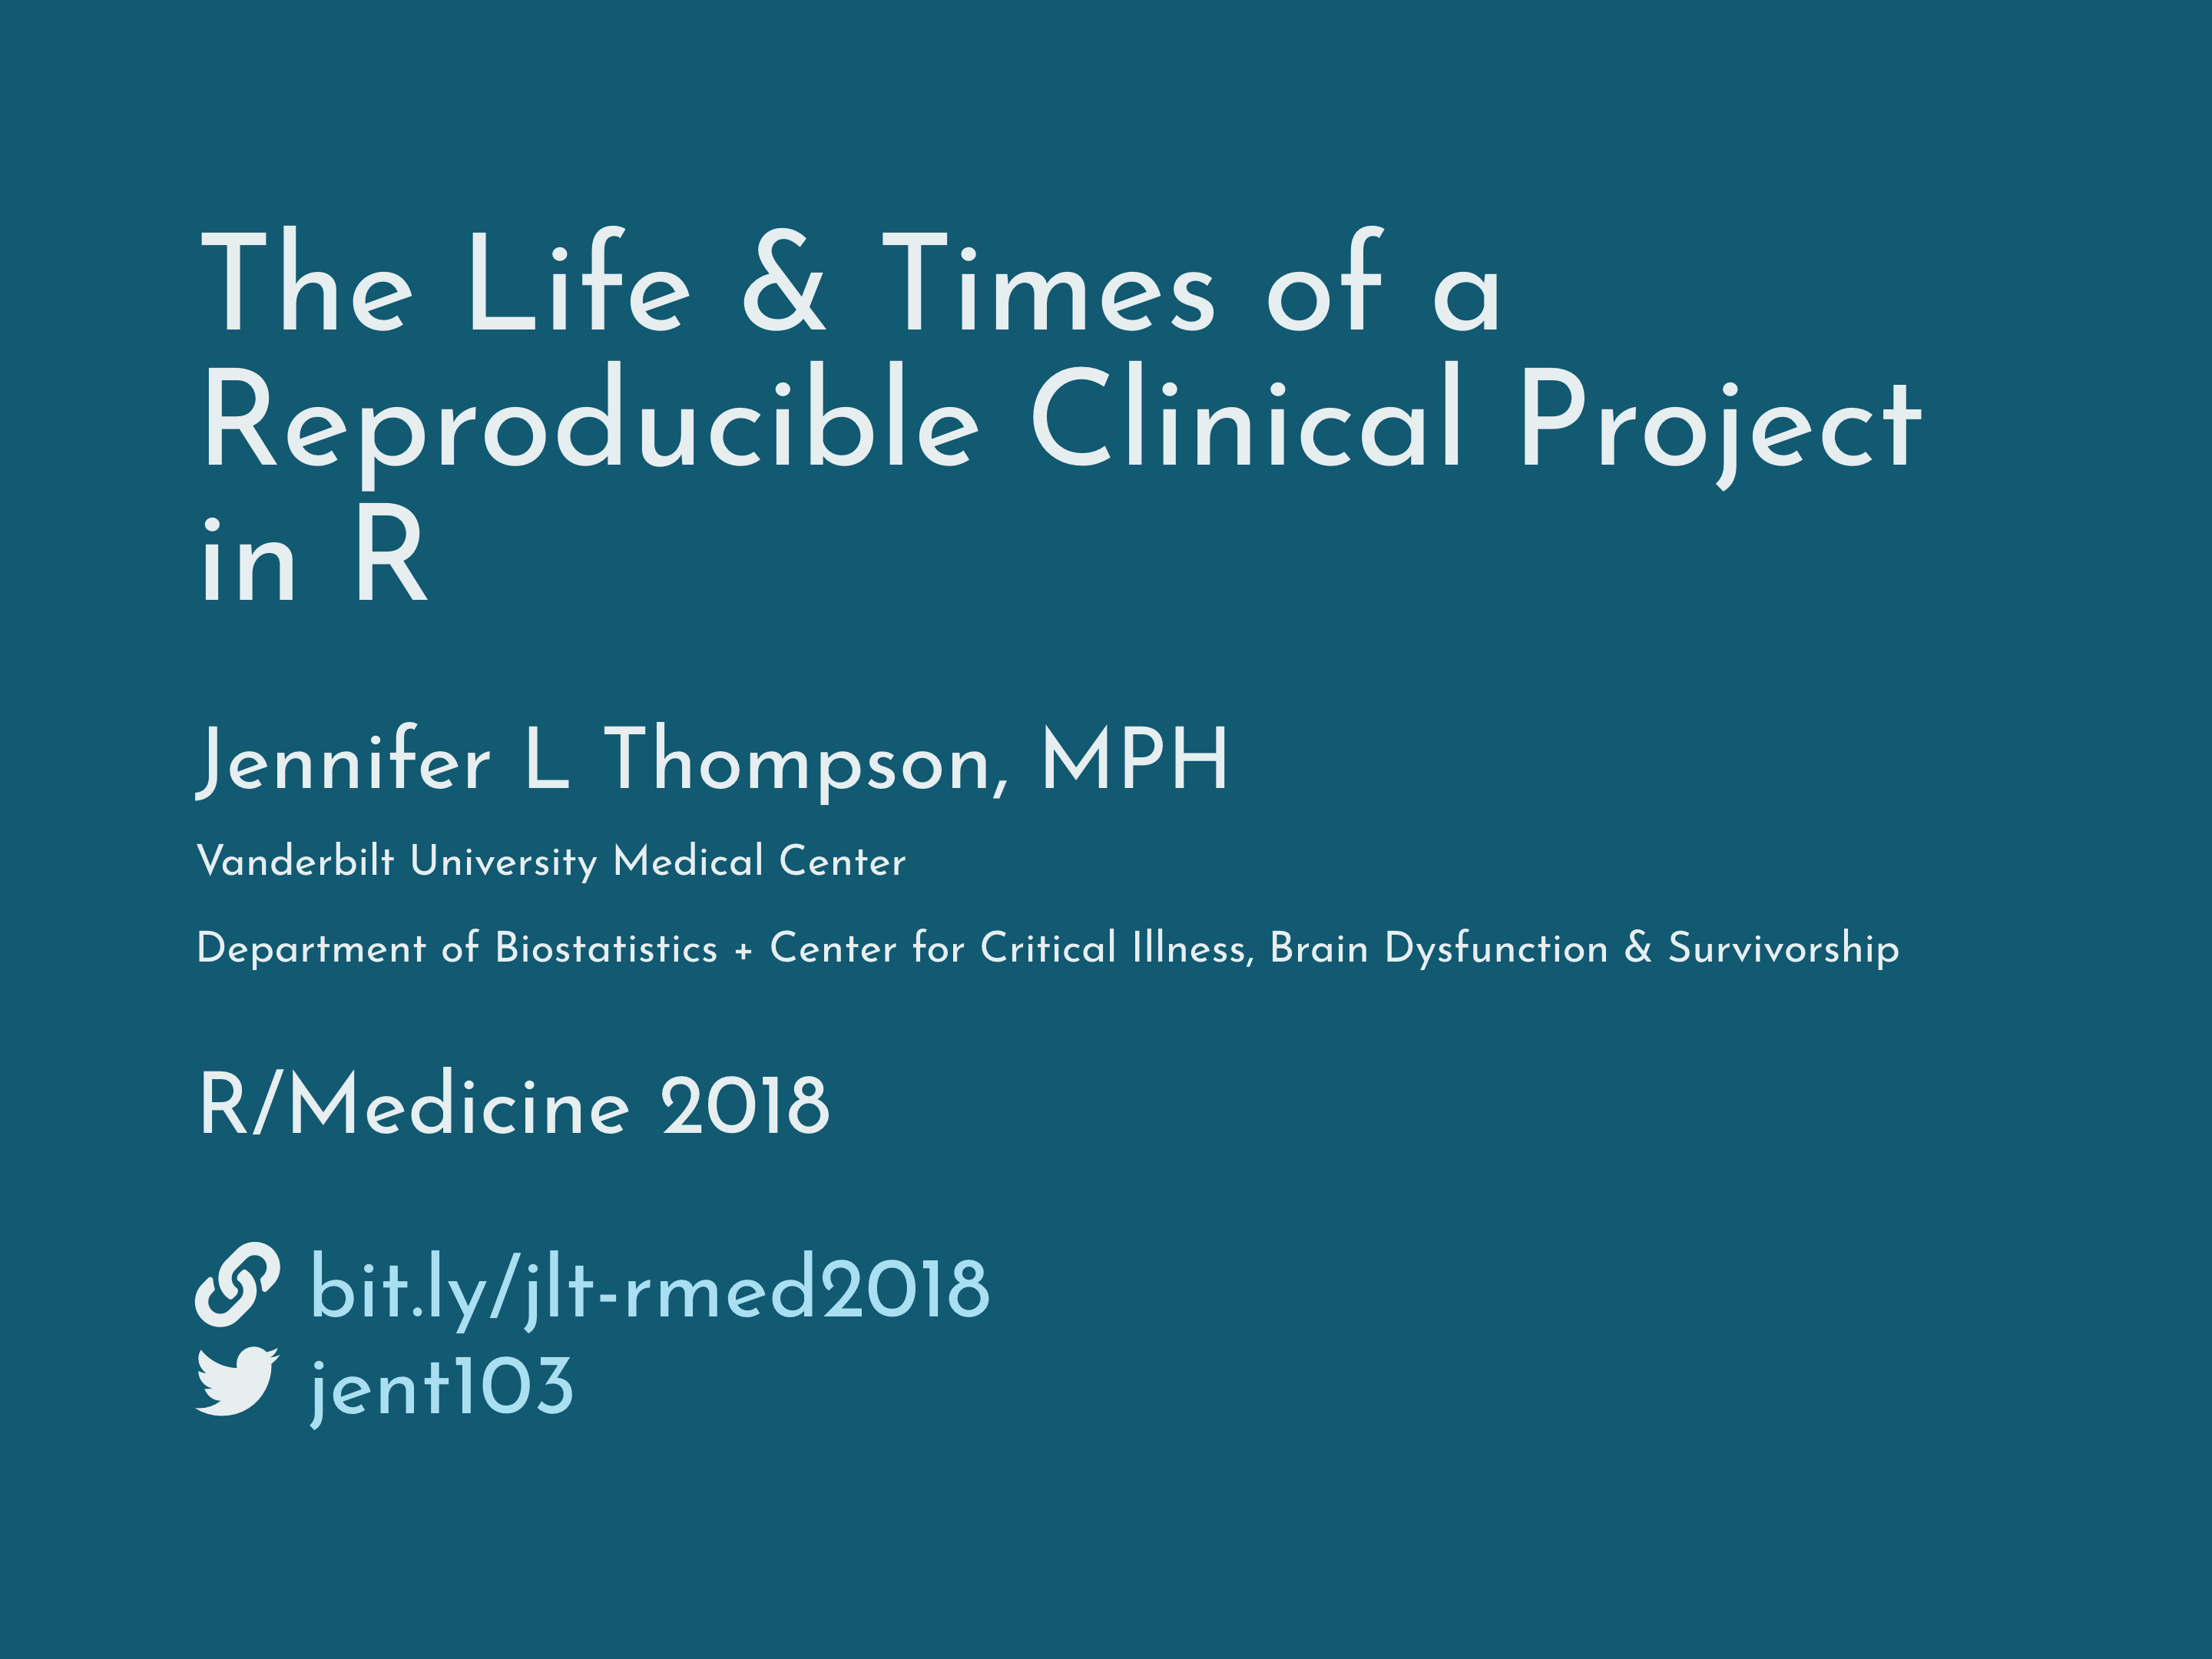 The Life & Times of a
Reproducible Clinical Project
in R
Jennifer L Thompson, MPH
Vanderbilt University Medical Center
Department of Biostatistics + Center for Critical Illness, Brain Dysfunction & Survivorship
R/Medicine 2018
bit.ly/jlt-rmed2018
jent103